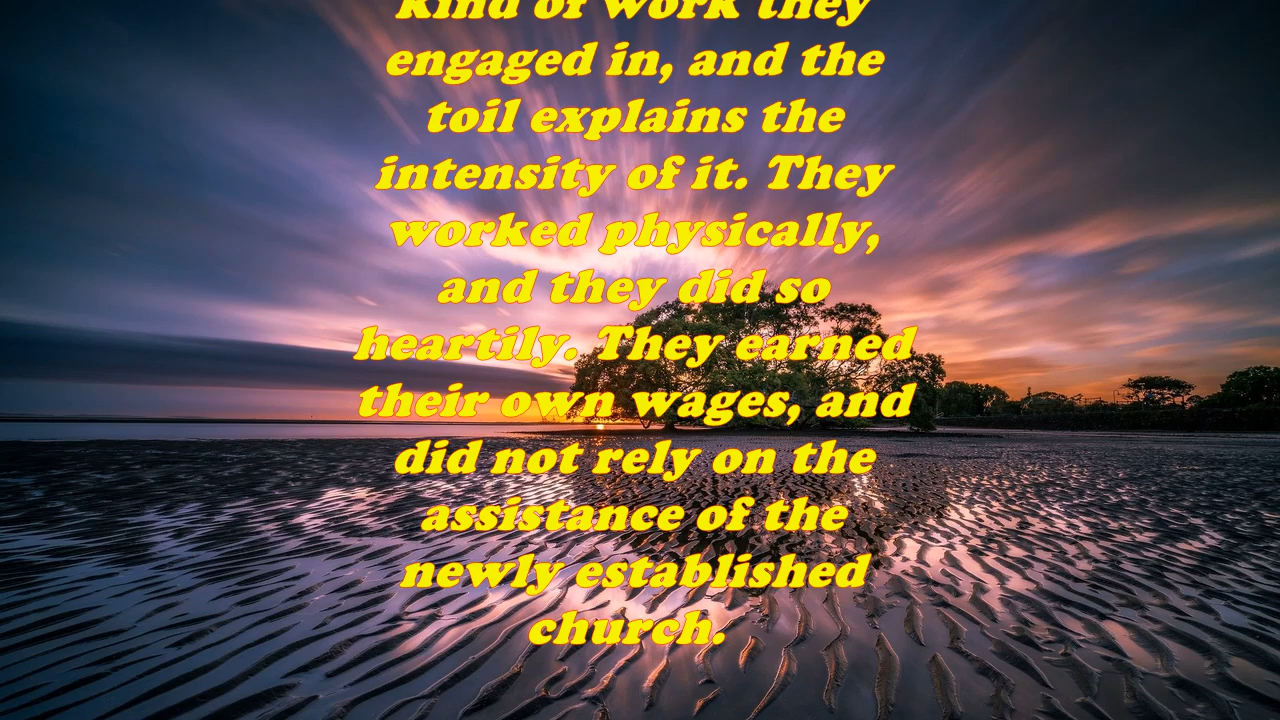 kind of work they
engaged in, and the
toil explains the
intensity of it. They
worked physically,
and they did so
heartily. They earned
their own wages, and
did not rely on the
assistance of the
newly established
church.